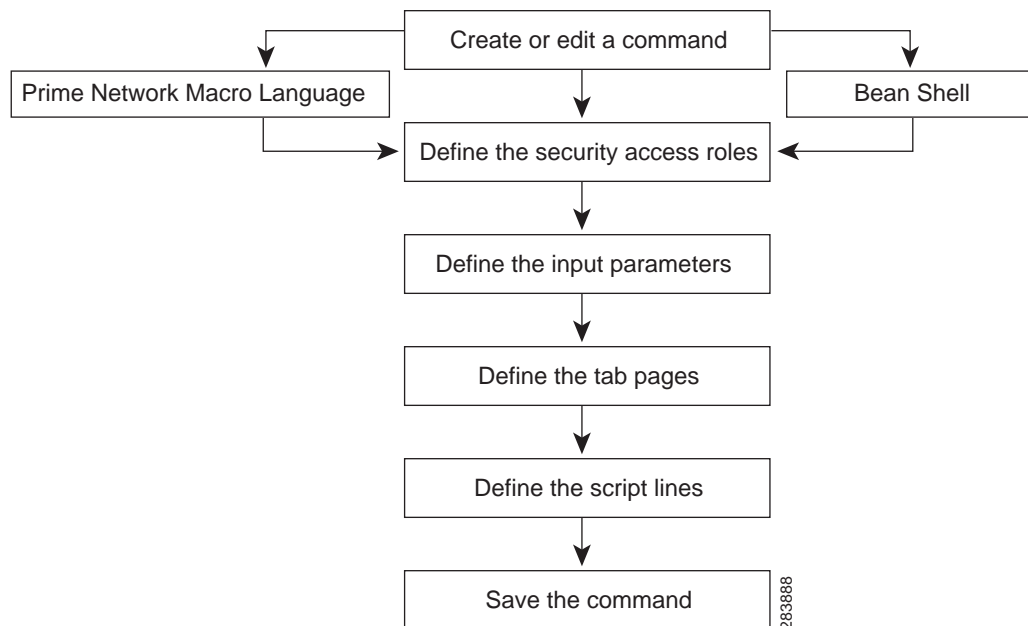 Create or edit a command
Prime Network Macro Language
Bean Shell
Define the security access roles
Define the input parameters
Define the tab pages
Define the script lines
Save the command
283888